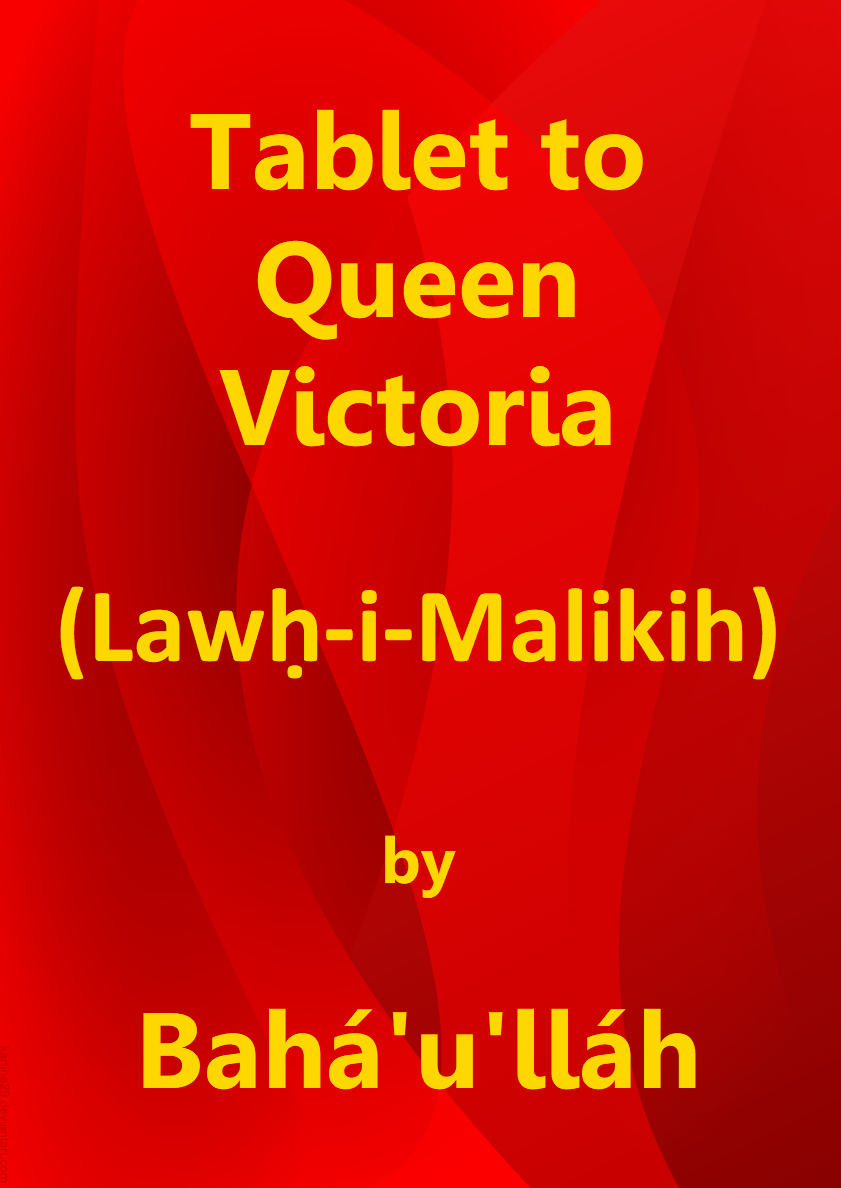 Tablet to
Queen
Victoria
(Lawḥ-i-Malikih)
by
Bahá'u'lláh